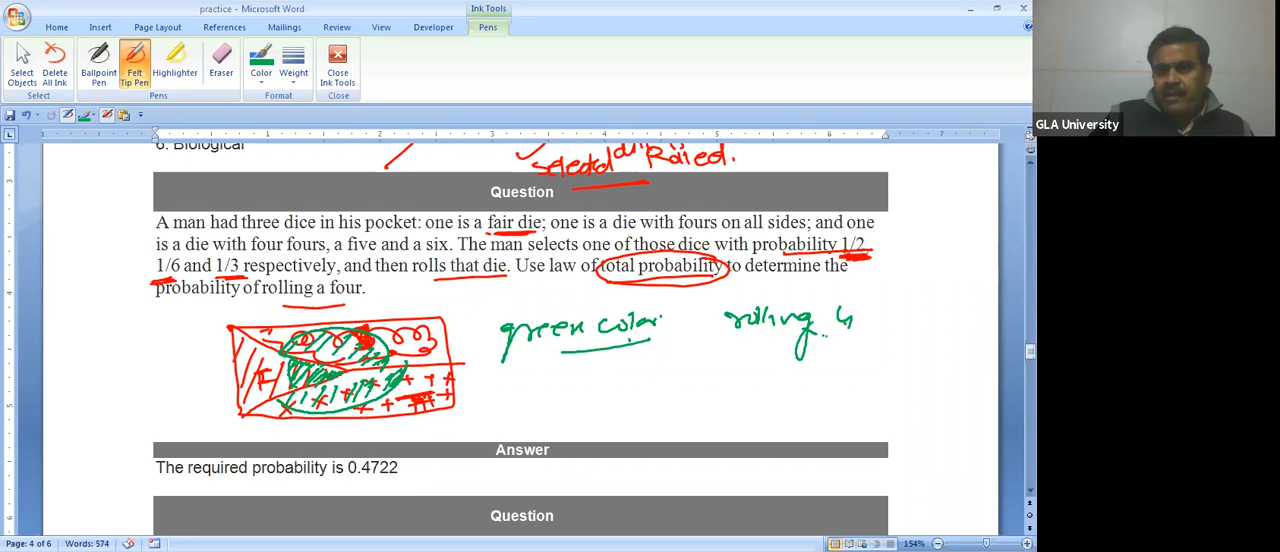 practice - Microsoft Word
Ink Tools
Home Insert Page Layout References Mailings Review View Developer Pens
Select Objects
Delete All Ink
Ballpoint Pen
Felt Tip Pen
Highlighter
Eraser
Color
Weight
Close Ink Tools
Select Pens Format Close
6. Biological
Selected Rolled.
Question
A man had three dice in his pocket: one is a fair die; one is a die with fours on all sides; and one
is a die with four fours, a five and a six. The man selects one of those dice with probability 1/2
1/6 and 1/3 respectively, and then rolls that die. Use law of total probability to determine the
probability of rolling a four.
green color rolling 4
Answer
The required probability is 0.4722
Question
Page: 4 of 6 Words: 574 154%
GLA University